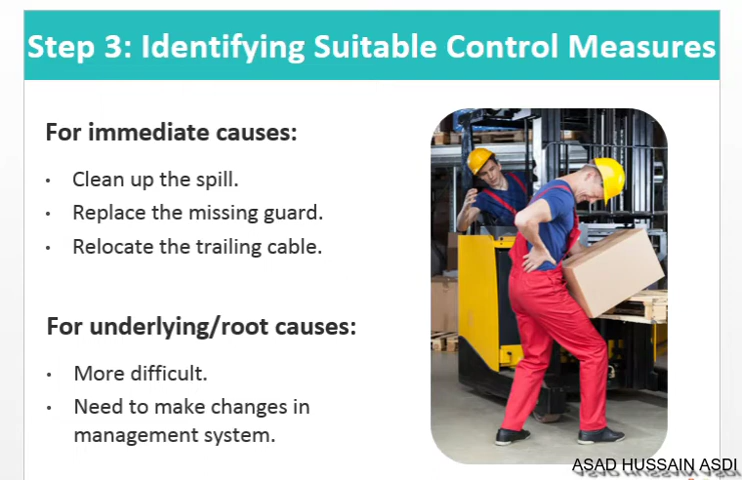 Step 3: Identifying Suitable Control Measures
For immediate causes:
• Clean up the spill.
• Replace the missing guard.
• Relocate the trailing cable.
For underlying/root causes:
• More difficult.
• Need to make changes in
management system.
ASAD HUSSAIN ASDI